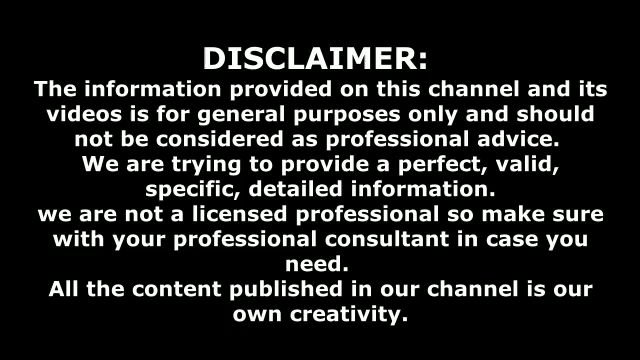 DISCLAIMER:
The information provided on this channel and its
videos is for general purposes only and should
not be considered as professional advice.
We are trying to provide a perfect, valid,
specific, detailed information.
we are not a licensed professional so make sure
with your professional consultant in case you
need.
All the content published in our channel is our
own creativity.